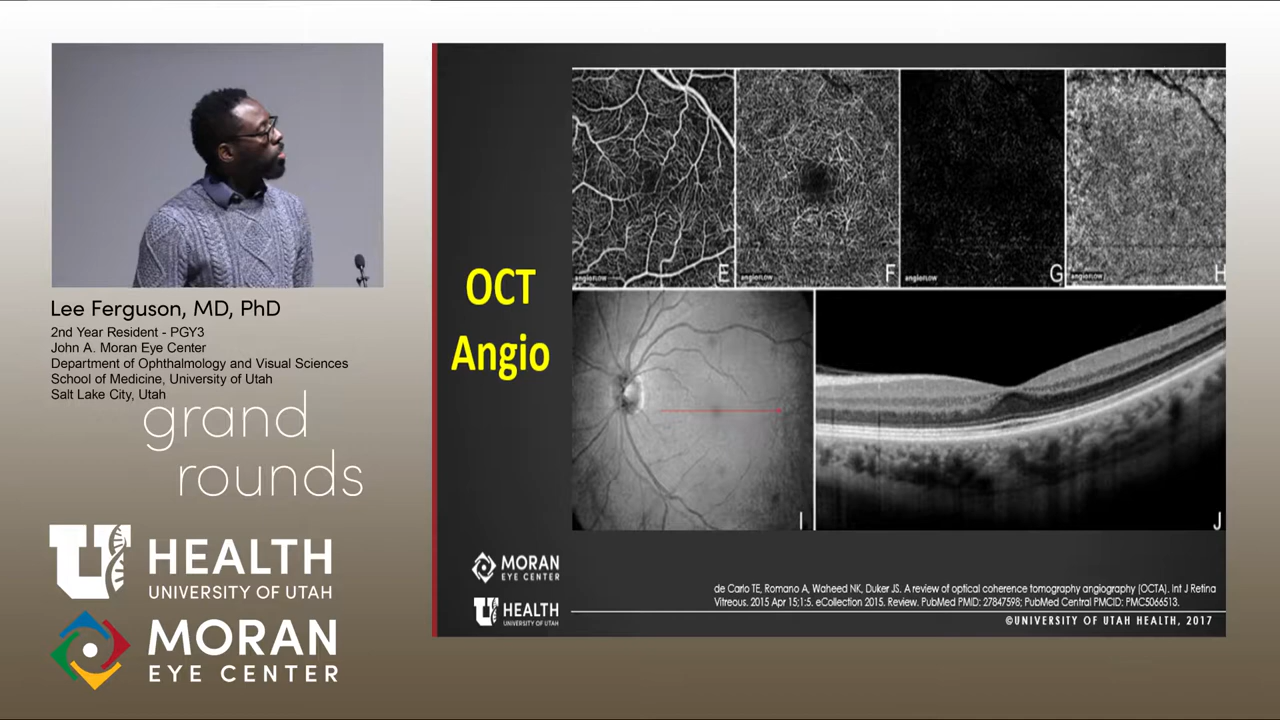 Lee Ferguson, MD, PhD
2nd Year Resident - PGY3
John A. Moran Eye Center
Department of Ophthalmology and Visual Sciences
School of Medicine, University of Utah
Salt Lake City, Utah
grand
rounds
U HEALTH
UNIVERSITY OF UTAH
MORAN
EYE CENTER
OCT
Angio
angioFLOW
E
angioFLOW
F
angioFLOW
G
angioFLOW
H
I
J
MORAN
EYE CENTER
U HEALTH
UNIVERSITY OF UTAH
de Carlo TE, Romano A, Waheed NK, Duker JS. A review of optical coherence tomography angiography (OCTA). Int J Retina
Vitreous. 2015 Apr 15;1:5. eCollection 2015. Review. PubMed PMID: 27847598; PubMed Central PMCID: PMC5066513.
©UNIVERSITY OF UTAH HEALTH, 2017